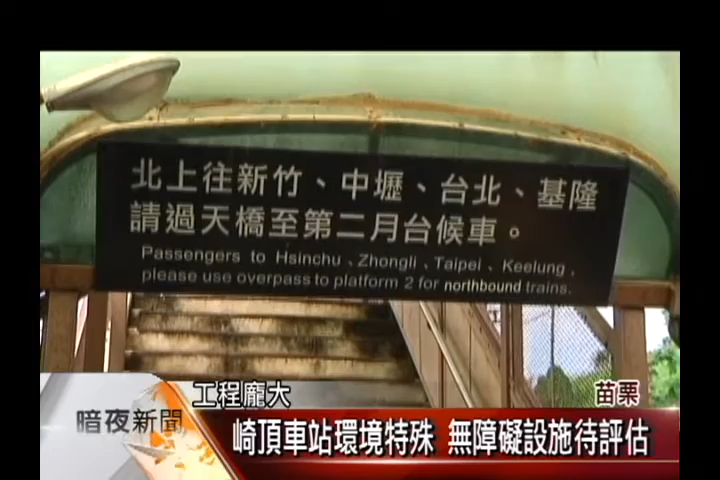 北上往新竹、中壢、台北、基隆
請過天橋至第二月台候車。
Passengers to Hsinchu、Zhongli、Taipei、Keelung,
please use overpass to platform 2 for northbound trains.
工程龐大
苗栗
暗夜新聞
崎頂車站環境特殊 無障礙設施待評估